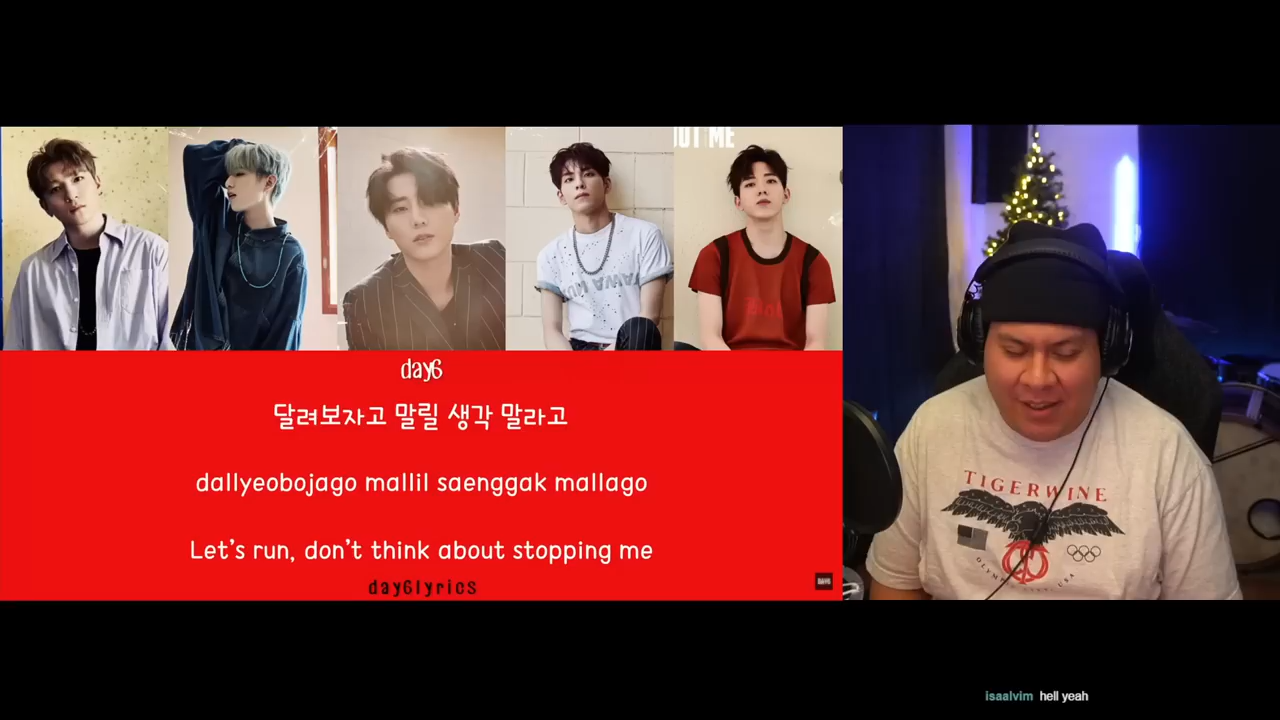 OUT ME
day6
달려보자고 말릴 생각 말라고
dallyeobojago mallil saenggak mallago
Let's run, don't think about stopping me
day6lyrics
TIGERWINE
isaalvim hell yeah